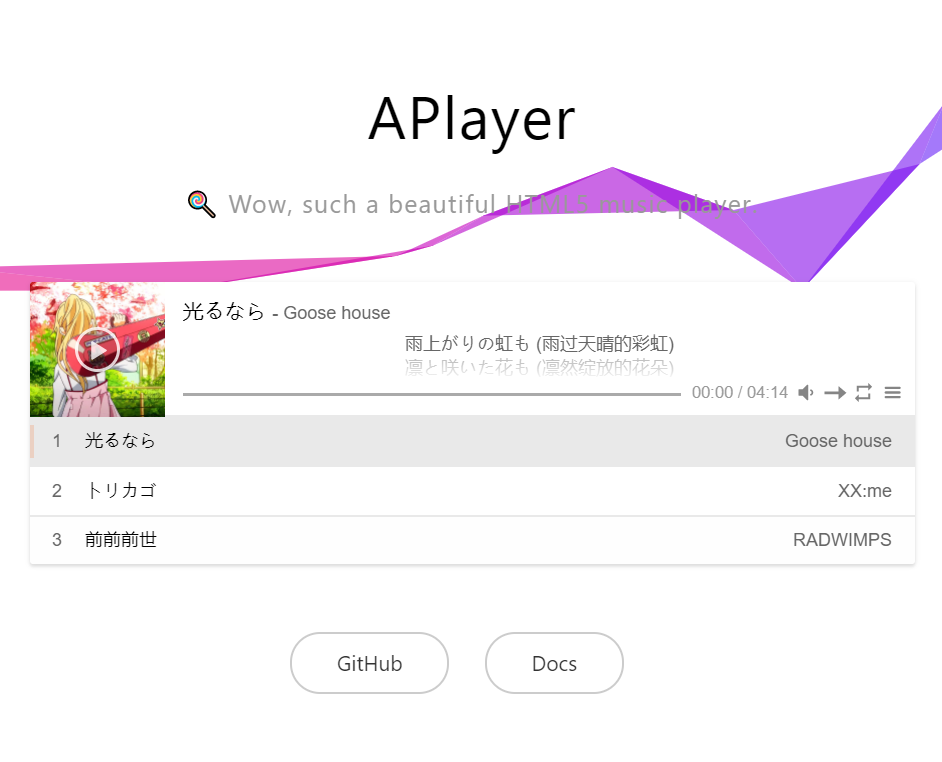 APlayer
🍭 Wow, such a beautiful HTML5 music player.
光るなら - Goose house
雨上がりの虹も (雨过天晴的彩虹)
凛と咲いた花も (凛然绽放的花朵)
00:00 / 04:14
1 光るなら Goose house
2 トリカゴ XX:me
3 前前前世 RADWIMPS
GitHub Docs